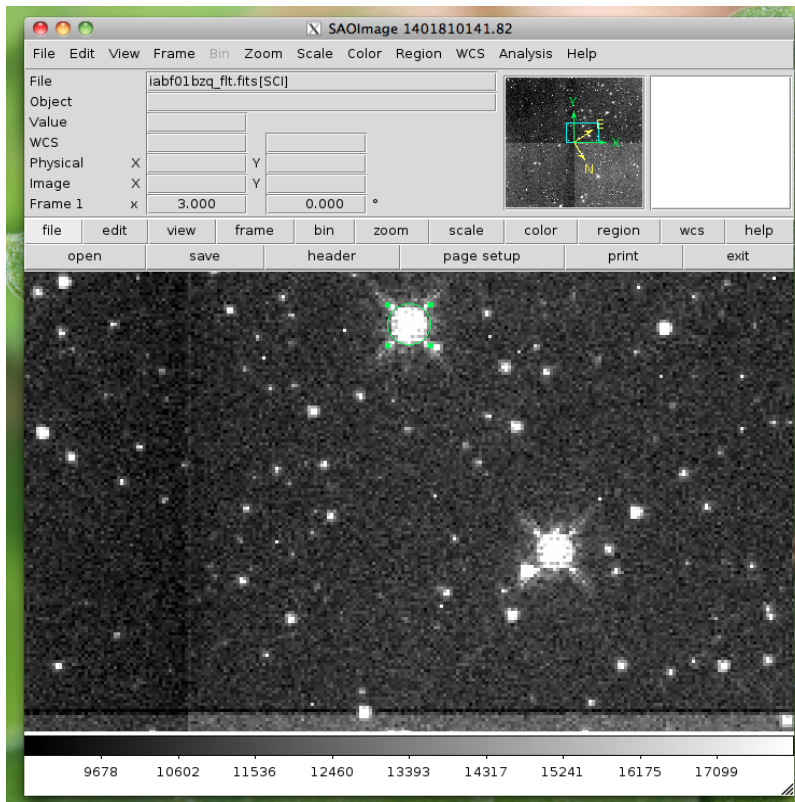 X SAOImage 1401810141.82
File Edit View Frame Bin Zoom Scale Color Region WCS Analysis Help
File iabf01bzq_flt.fits[SCI]
Object
Value
WCS
Physical X Y
Image X Y
Frame 1 x 3.000 0.000 °
Y
E
X
N
file edit view frame bin zoom scale color region wcs help
open save header page setup print exit
9678 10602 11536 12460 13393 14317 15241 16175 17099